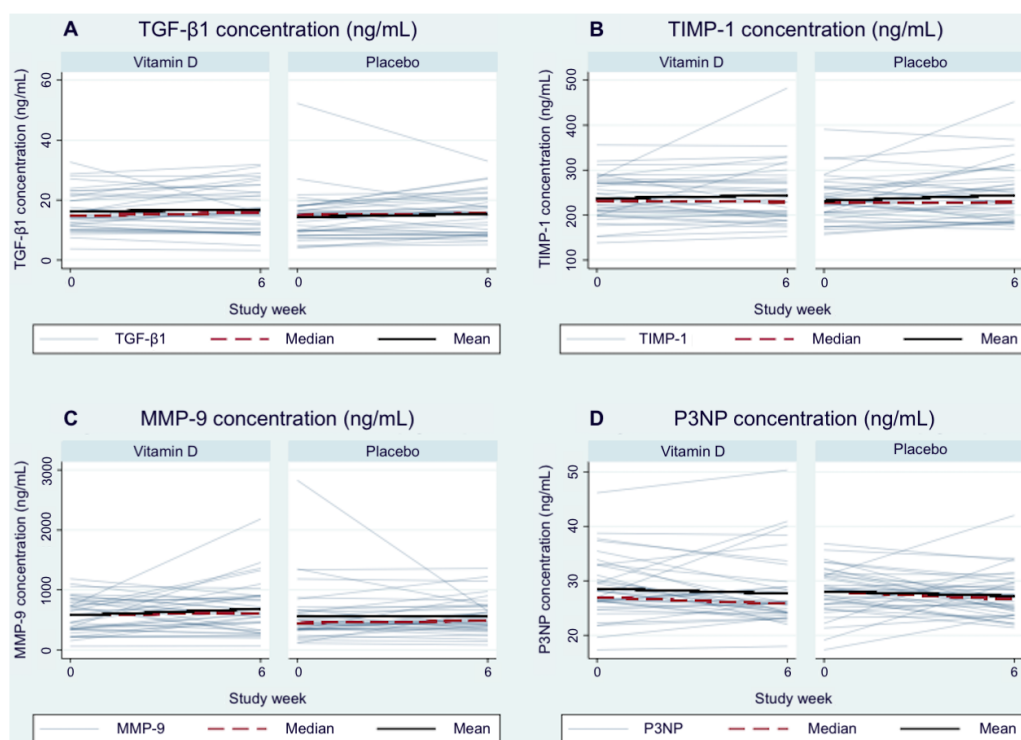 A TGF-β1 concentration (ng/mL)
Vitamin D Placebo
TGF-β1 concentration (ng/mL)
60
40
20
0
0 6 0 6
Study week
TGF-β1 Median Mean
B TIMP-1 concentration (ng/mL)
Vitamin D Placebo
TIMP-1 concentration (ng/mL)
500
400
300
200
100
0 6 0 6
Study week
TIMP-1 Median Mean
C MMP-9 concentration (ng/mL)
Vitamin D Placebo
MMP-9 concentration (ng/mL)
3000
2000
1000
0
0 6 0 6
Study week
MMP-9 Median Mean
D P3NP concentration (ng/mL)
Vitamin D Placebo
P3NP concentration (ng/mL)
50
40
30
20
0 6 0 6
Study week
P3NP Median Mean